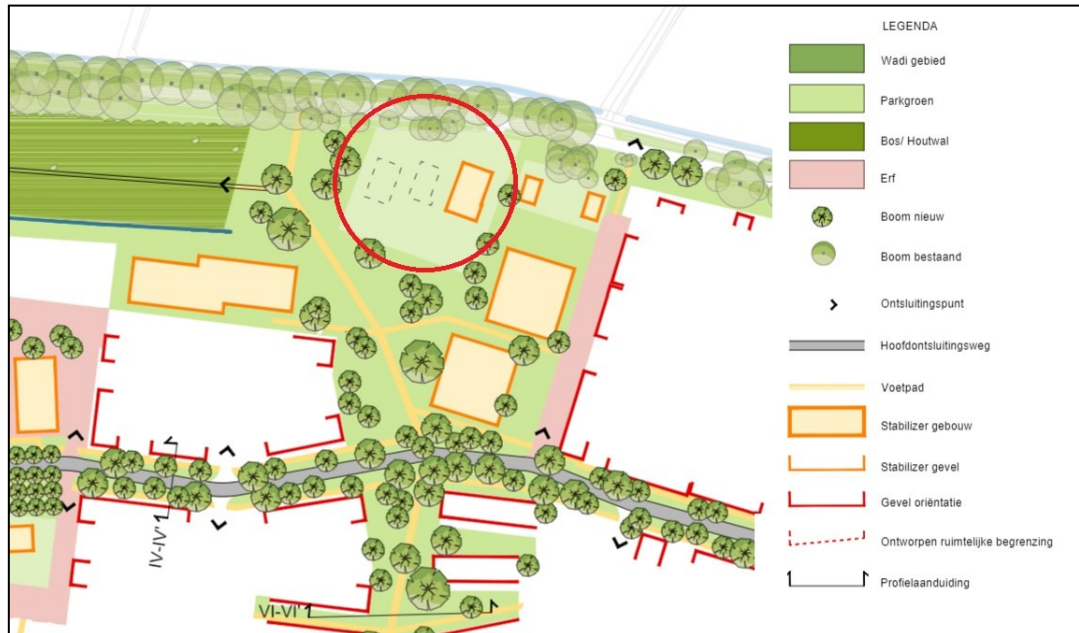 LEGENDA
Wadi gebied
Parkgroen
Bos/ Houtwal
Erf
Boom nieuw
Boom bestaand
Ontsluitingspunt
Hoofdontsluitingsweg
Voetpad
Stabilizer gebouw
Stabilizer gevel
Gevel oriëntatie
Ontworpen ruimtelijke begrenzing
Profielaanduiding
IV-IV'
VI-VI'